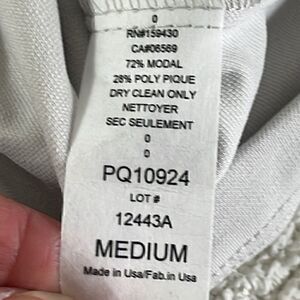 0
RN#159430
CA#06569
72% MODAL
28% POLY PIQUE
DRY CLEAN ONLY
NETTOYER
SEC SEULEMENT
0
0
PQ10924
LOT #
12443A
MEDIUM
Made in Usa/Fab.in Usa